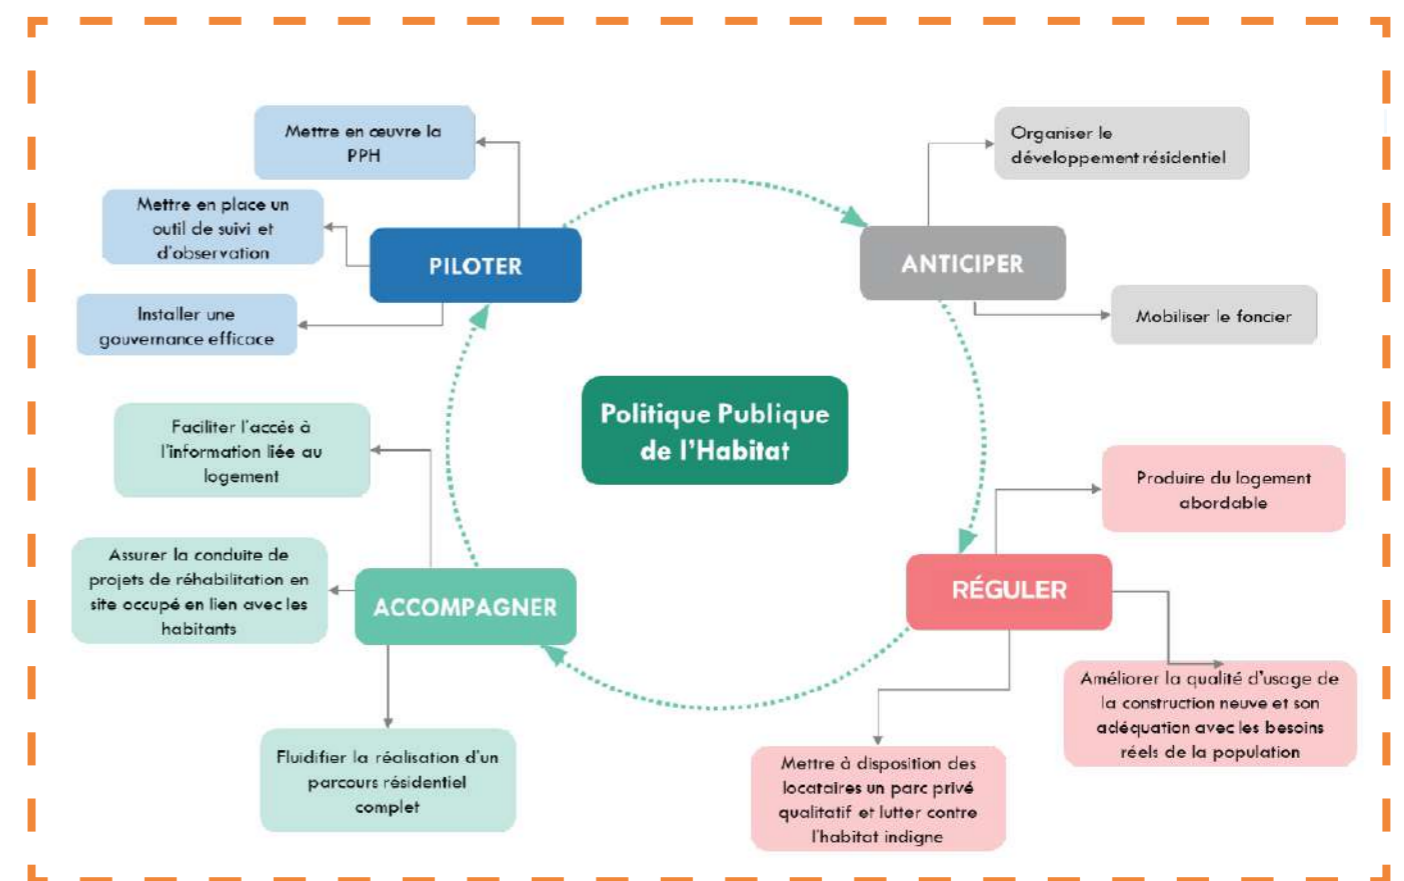 Mettre en œuvre la
PPH
Mettre en place un
outil de suivi et
d'observation
PILOTER
Installer une
gouvernance efficace
Organiser le
développement résidentiel
ANTICIPER
Mobiliser le foncier
Politique Publique
de l'Habitat
Faciliter l'accès à
l'information liée au
logement
Assurer la conduite de
projets de réhabilitation en
site occupé en lien avec les
habitants
ACCOMPAGNER
Fluidifier la réalisation d'un
parcours résidentiel
complet
Produire du logement
abordable
RÉGULER
Améliorer la qualité d'usage de
la construction neuve et son
adéquation avec les besoins
réels de la population
Mettre à disposition des
locataires un parc privé
qualitatif et lutter contre
l'habitat indigne